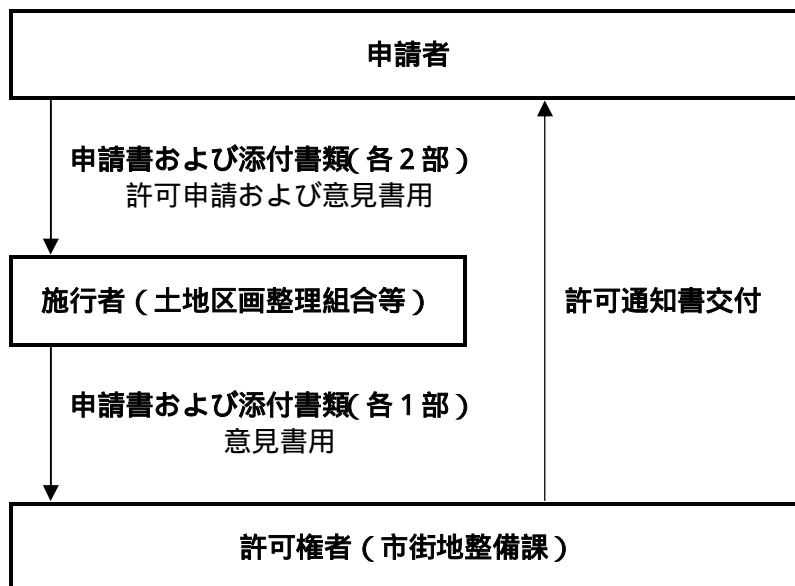 申請者
申請書および添付書類(各2部)
許可申請および意見書用
施行者(土地区画整理組合等)
許可通知書交付
申請書および添付書類(各1部)
意見書用
許可権者(市街地整備課)